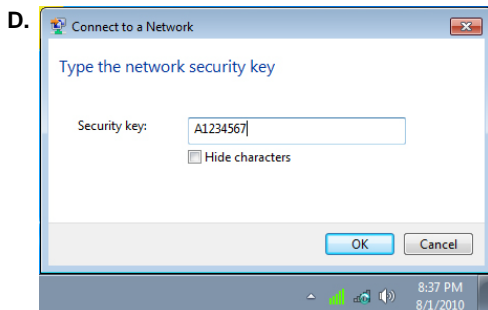 D.
Connect to a Network
Type the network security key
Security key: A1234567
Hide characters
OK Cancel
8:37 PM
8/1/2010